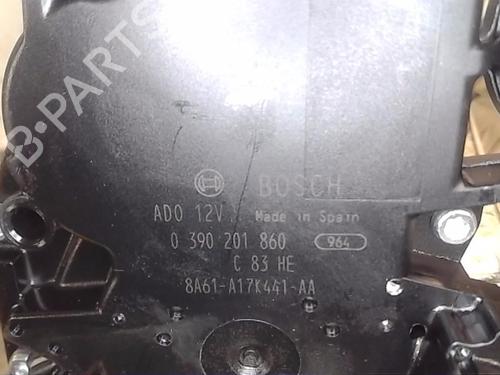 B-PARTS
BOSCH
ADO 12V Made in Spain
0 390 201 860 964
C 83 HE
8A61-A17K441-AA